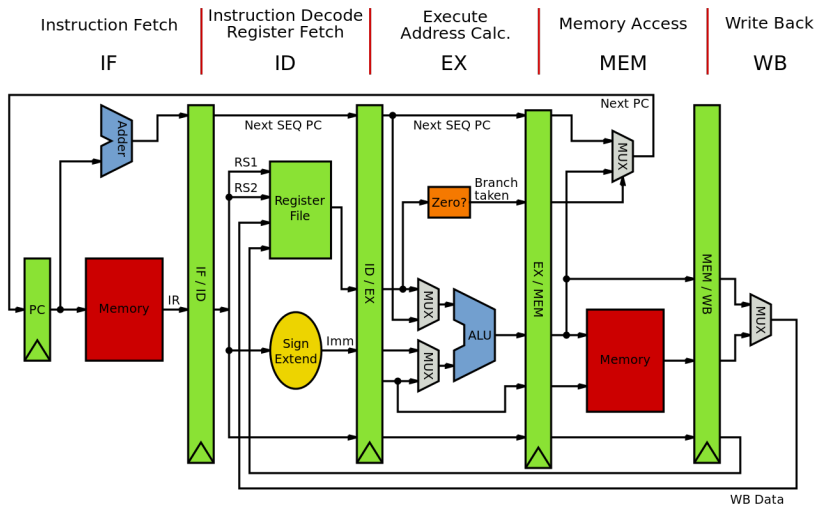 Instruction Fetch
IF
Instruction Decode
Register Fetch
ID
Execute
Address Calc.
EX
Memory Access
MEM
Write Back
WB
Next PC
Adder
Next SEQ PC
Next SEQ PC
MUX
RS1
RS2
Register
File
Branch
taken
Zero?
IF / ID
ID / EX
EX / MEM
MEM / WB
PC
Memory
IR
MUX
ALU
MUX
Sign
Extend
Imm
MUX
Memory
WB Data